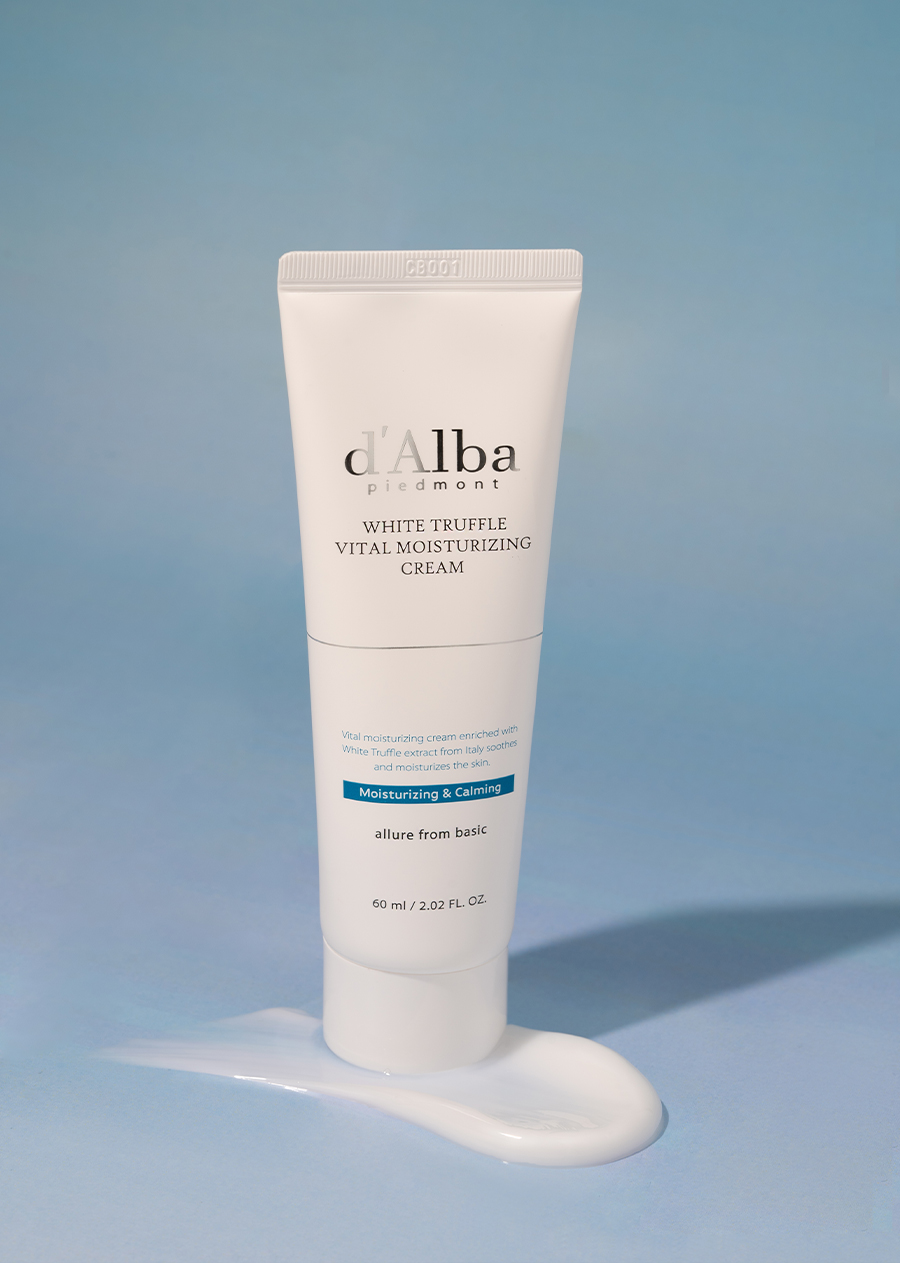 CB001
d'Alba
piedmont
WHITE TRUFFLE
VITAL MOISTURIZING
CREAM
Vital moisturizing cream enriched with
White Truffle extract from Italy soothes
and moisturizes the skin.
Moisturizing & Calming
allure from basic
60 ml / 2.02 FL. OZ.